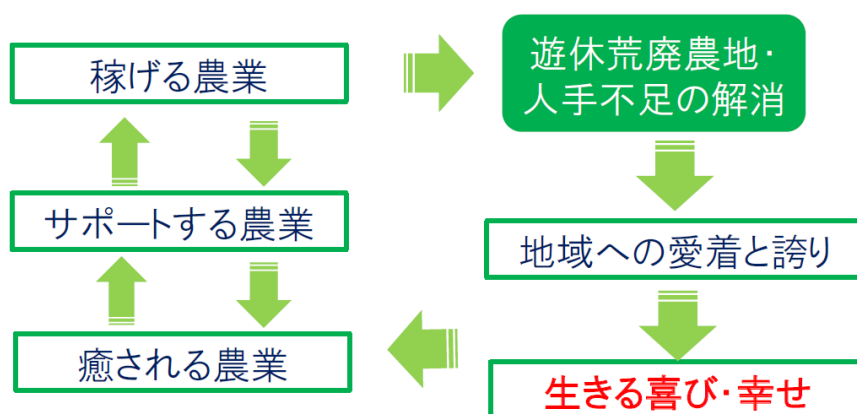 稼げる農業
遊休荒廃農地・
人手不足の解消
サポートする農業
地域への愛着と誇り
癒される農業
生きる喜び・幸せ